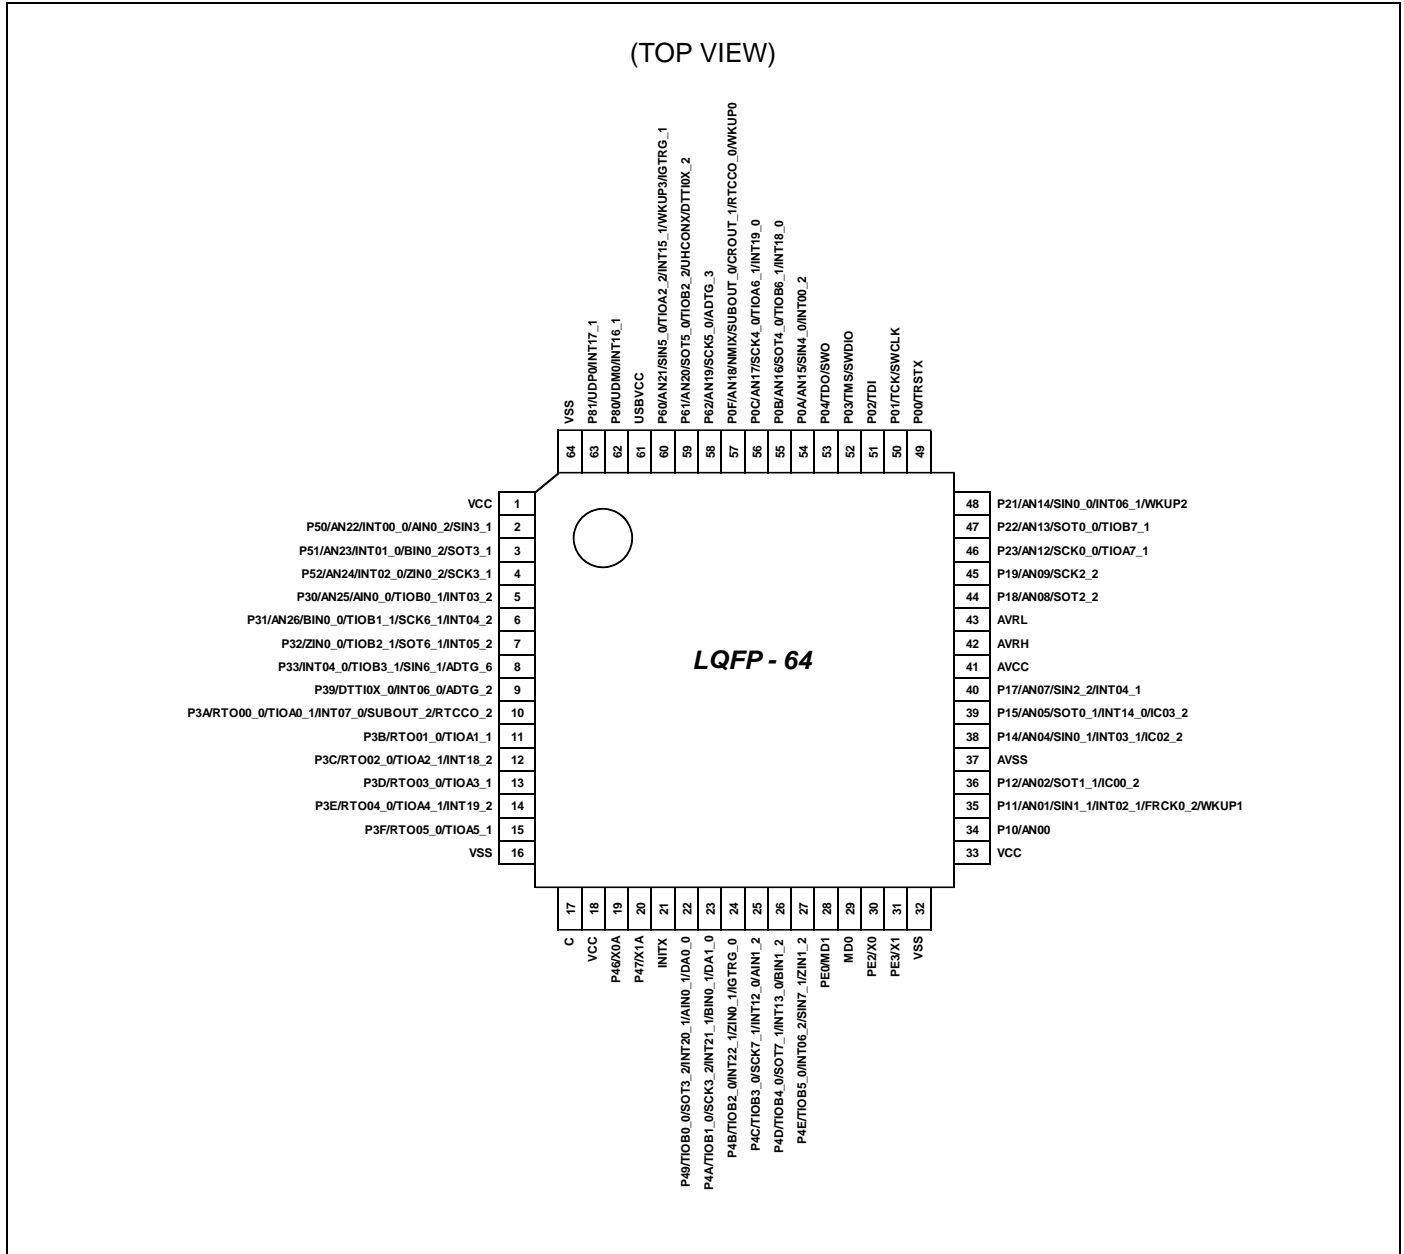 (TOP VIEW)
VSS
P81/UDP0/INT17_1
P80/UDM0/INT16_1
USBVCC
P60/AN21/SIN5_0/TIOA2_2/INT15_1/WKUP3/IGTRG_1
P61/AN20/SOT5_0/TIOB2_2/UHCONX/DTTI0X_2
P62/AN19/SCK5_0/ADTG_3
P0F/AN18/NMIX/SUBOUT_0/CROUT_1/RTCCO_0/WKUP0
P0C/AN17/SCK4_0/TIOA6_1/INT19_0
P0B/AN16/SOT4_0/TIOB6_1/INT18_0
P0A/AN15/SIN4_0/INT00_2
P04/TDO/SWO
P03/TMS/SWDIO
P02/TDI
P01/TCK/SWCLK
P00/TRSTX
64
63
62
61
60
59
58
57
56
55
54
53
52
51
50
49
VCC 1
P50/AN22/INT00_0/AIN0_2/SIN3_1 2
P51/AN23/INT01_0/BIN0_2/SOT3_1 3
P52/AN24/INT02_0/ZIN0_2/SCK3_1 4
P30/AN25/AIN0_0/TIOB0_1/INT03_2 5
P31/AN26/BIN0_0/TIOB1_1/SCK6_1/INT04_2 6
P32/ZIN0_0/TIOB2_1/SOT6_1/INT05_2 7
P33/INT04_0/TIOB3_1/SIN6_1/ADTG_6 8
P39/DTTI0X_0/INT06_0/ADTG_2 9
P3A/RTO00_0/TIOA0_1/INT07_0/SUBOUT_2/RTCCO_2 10
P3B/RTO01_0/TIOA1_1 11
P3C/RTO02_0/TIOA2_1/INT18_2 12
P3D/RTO03_0/TIOA3_1 13
P3E/RTO04_0/TIOA4_1/INT19_2 14
P3F/RTO05_0/TIOA5_1 15
VSS 16
LQFP - 64
48 P21/AN14/SIN0_0/INT06_1/WKUP2
47 P22/AN13/SOT0_0/TIOB7_1
46 P23/AN12/SCK0_0/TIOA7_1
45 P19/AN09/SCK2_2
44 P18/AN08/SOT2_2
43 AVRL
42 AVRH
41 AVCC
40 P17/AN07/SIN2_2/INT04_1
39 P15/AN05/SOT0_1/INT14_0/IC03_2
38 P14/AN04/SIN0_1/INT03_1/IC02_2
37 AVSS
36 P12/AN02/SOT1_1/IC00_2
35 P11/AN01/SIN1_1/INT02_1/FRCK0_2/WKUP1
34 P10/AN00
33 VCC
17
18
19
20
21
22
23
24
25
26
27
28
29
30
31
32
C
VCC
P46/X0A
P47/X1A
INITX
P49/TIOB0_0/SOT3_2/INT20_1/AIN0_1/DA0_0
P4A/TIOB1_0/SCK3_2/INT21_1/BIN0_1/DA1_0
P4B/TIOB2_0/INT22_1/ZIN0_1/IGTRG_0
P4C/TIOB3_0/SCK7_1/INT12_0/AIN1_2
P4D/TIOB4_0/SOT7_1/INT13_0/BIN1_2
P4E/TIOB5_0/INT06_2/SIN7_1/ZIN1_2
PE0/MD1
MD0
PE2/X0
PE3/X1
VSS